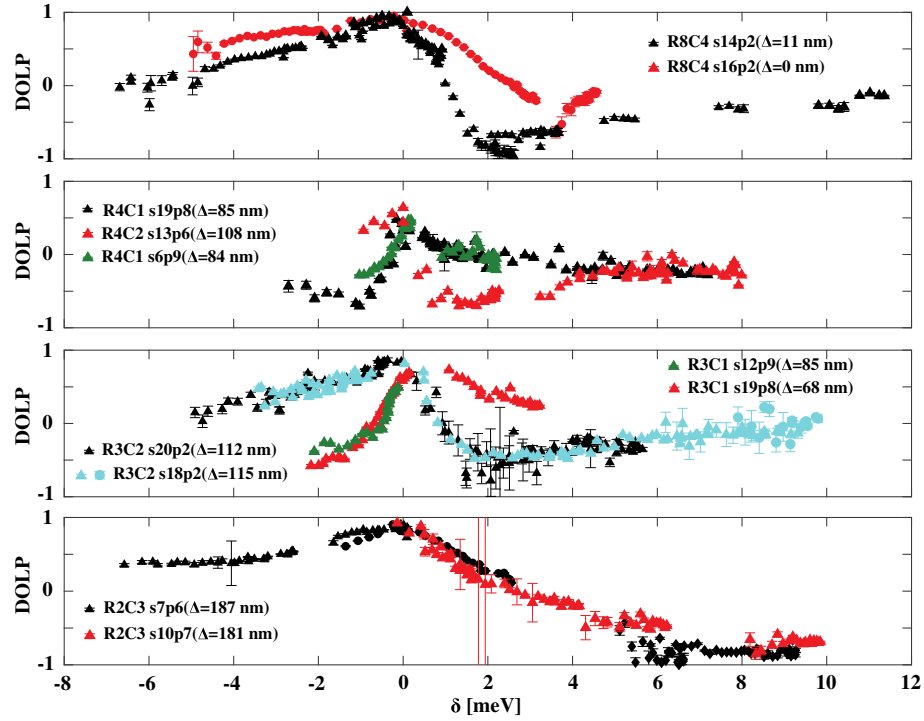 1
0
-1
DOLP
R8C4 s14p2(Δ=11 nm)
R8C4 s16p2(Δ=0 nm)
1
0
-1
DOLP
R4C1 s19p8(Δ=85 nm)
R4C2 s13p6(Δ=108 nm)
R4C1 s6p9(Δ=84 nm)
1
0
-1
DOLP
R3C1 s12p9(Δ=85 nm)
R3C1 s19p8(Δ=68 nm)
R3C2 s20p2(Δ=112 nm)
R3C2 s18p2(Δ=115 nm)
1
0
-1
DOLP
R2C3 s7p6(Δ=187 nm)
R2C3 s10p7(Δ=181 nm)
-8 -6 -4 -2 0 2 4 6 8 10 12
δ [meV]